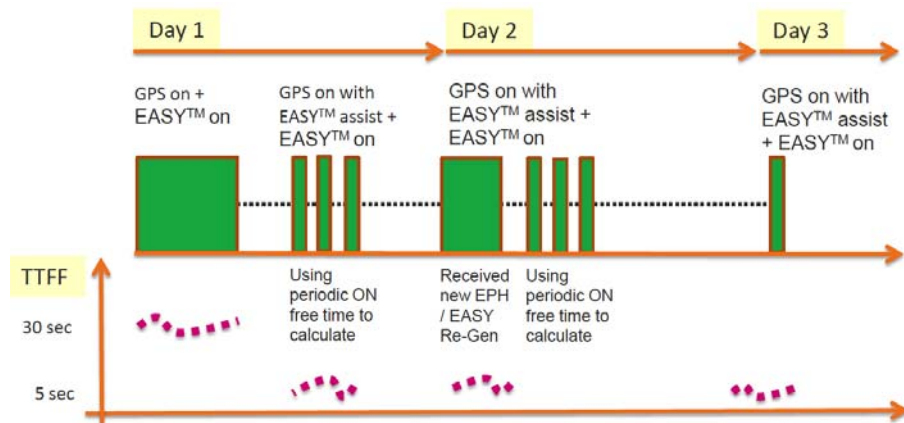 Day 1
Day 2
Day 3
GPS on +
EASY™ on
GPS on with
EASY™ assist +
EASY™ on
GPS on with
EASY™ assist +
EASY™ on
GPS on with
EASY™ assist
+ EASY™ on
TTFF
Using
periodic ON
free time to
calculate
Received
new EPH
/ EASY
Re-Gen
Using
periodic ON
free time to
calculate
30 sec
5 sec